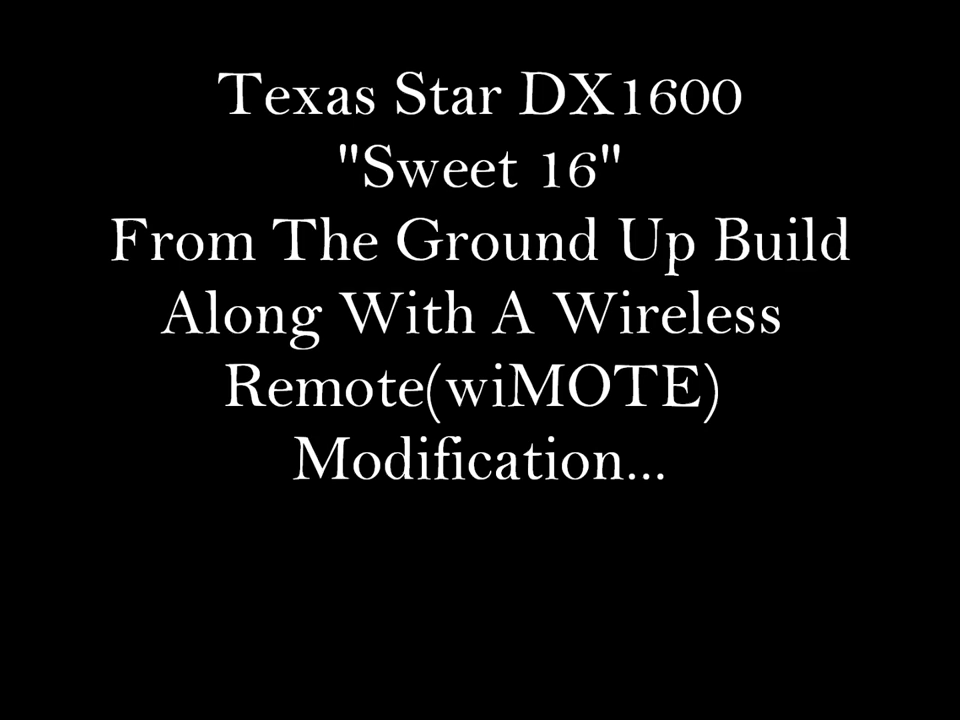 Texas Star DX1600
"Sweet 16"
From The Ground Up Build
Along With A Wireless
Remote(wiMOTE)
Modification...